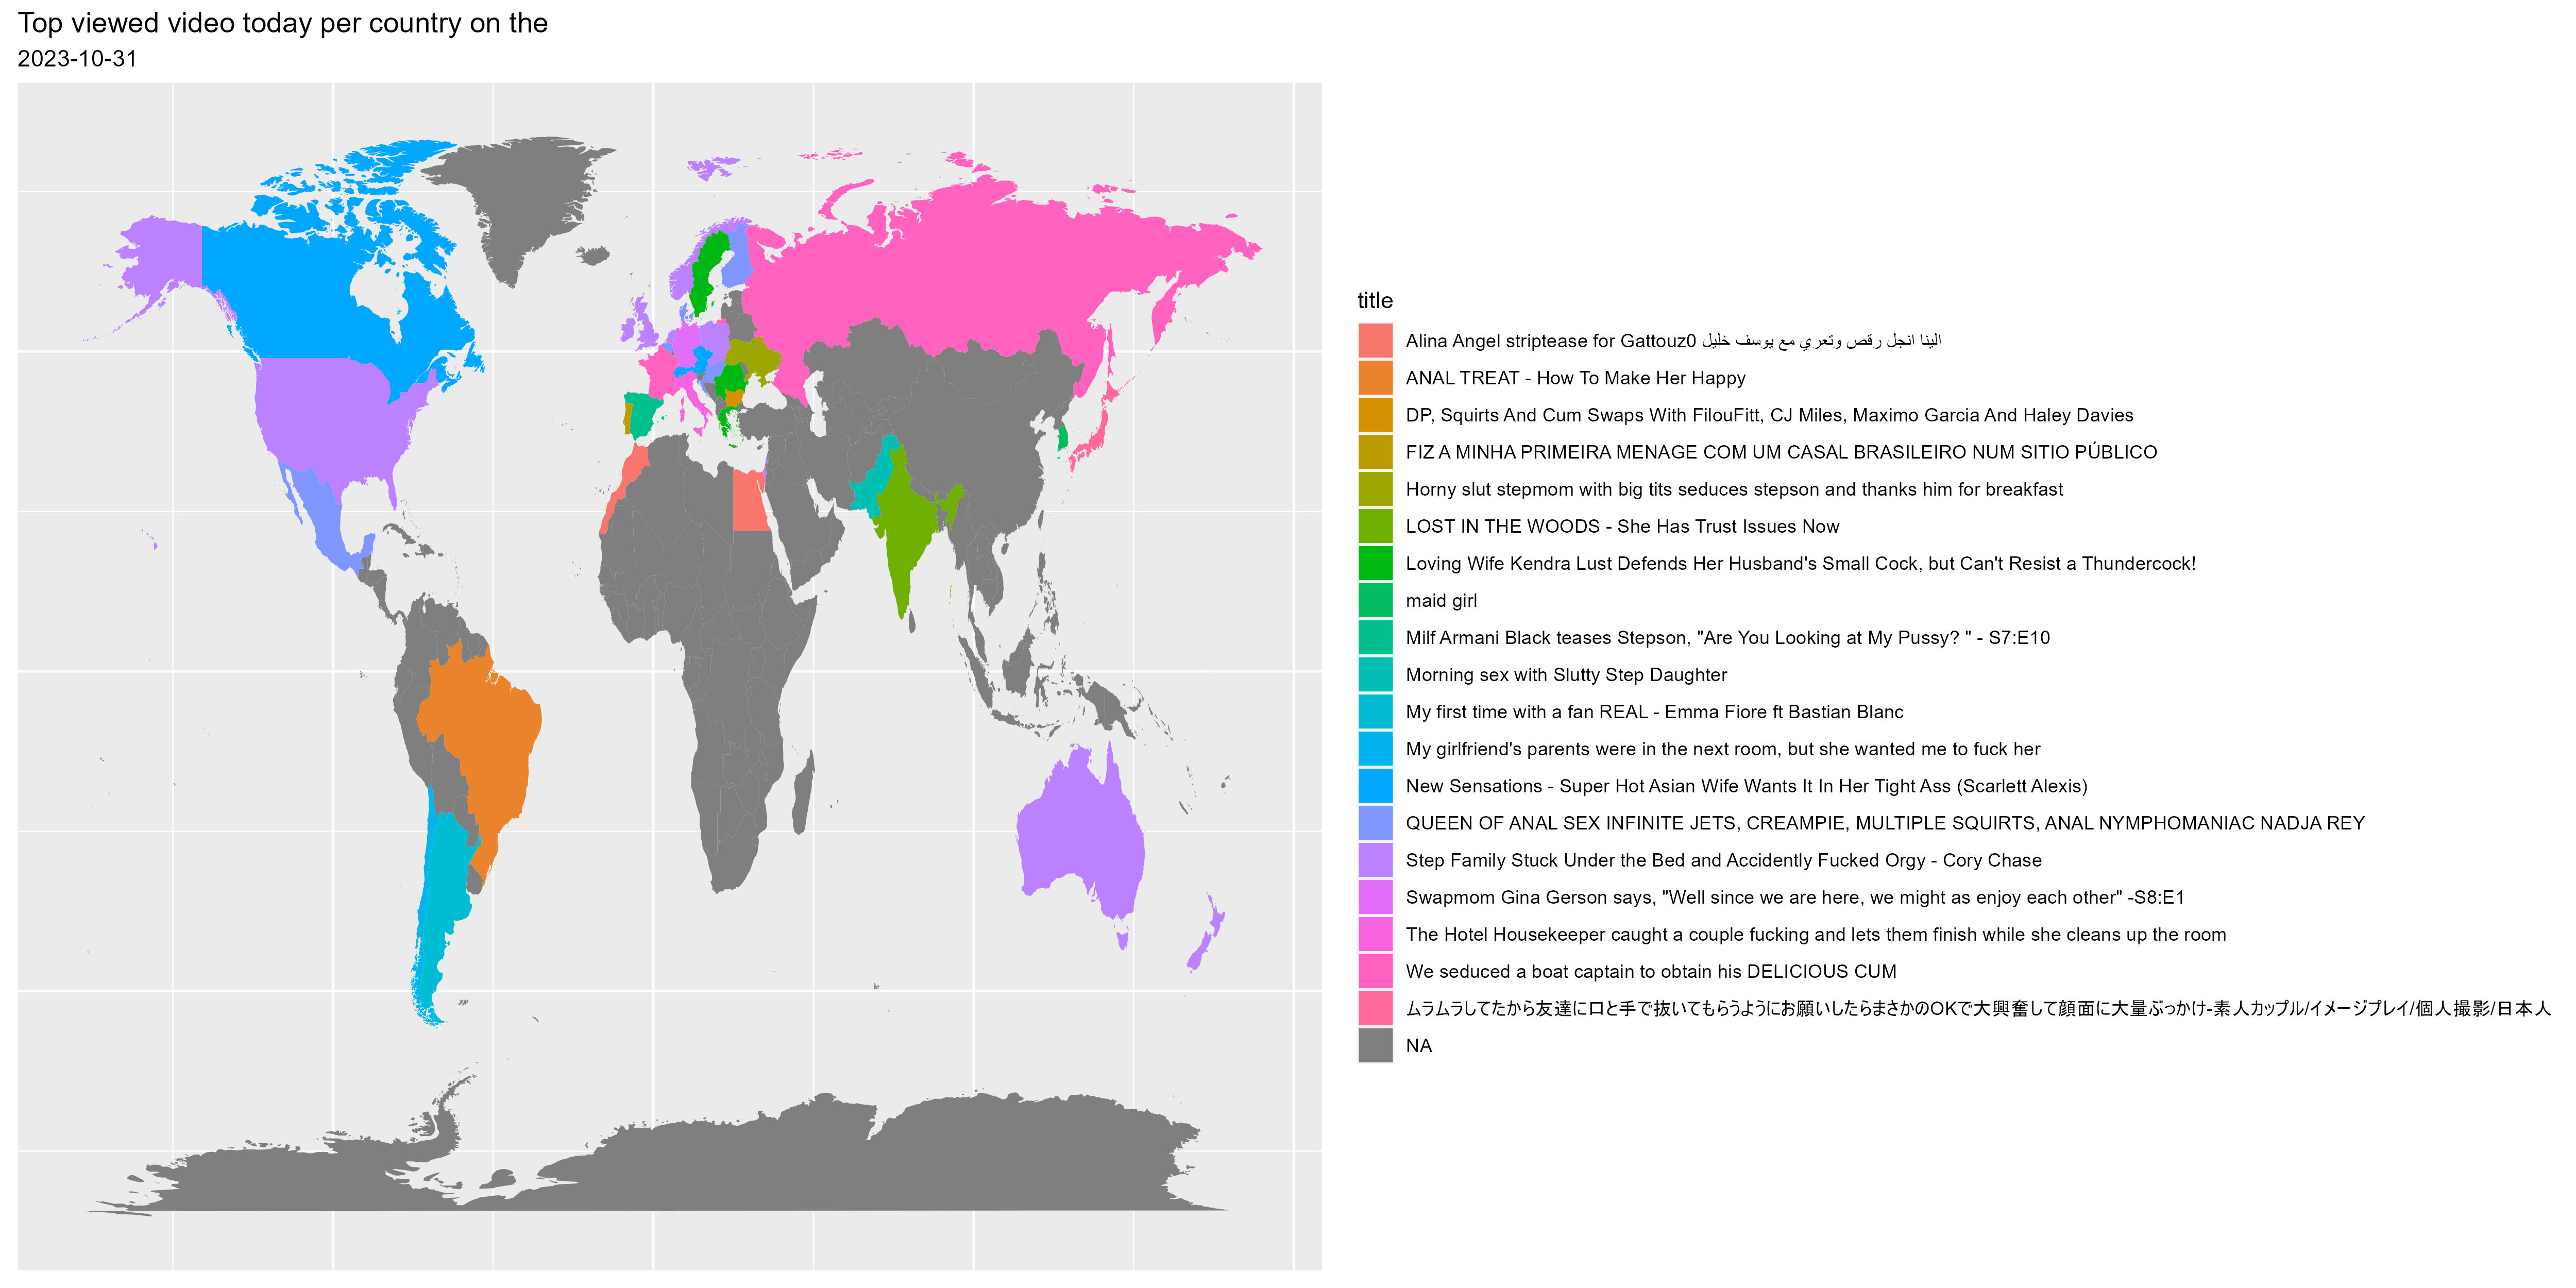 Top viewed video today per country on the
2023-10-31
title
Alina Angel striptease for Gattouz0 الينا انجل رقص وتعري مع يوسف خليل
ANAL TREAT - How To Make Her Happy
DP, Squirts And Cum Swaps With FilouFitt, CJ Miles, Maximo Garcia And Haley Davies
FIZ A MINHA PRIMEIRA MENAGE COM UM CASAL BRASILEIRO NUM SITIO PÚBLICO
Horny slut stepmom with big tits seduces stepson and thanks him for breakfast
LOST IN THE WOODS - She Has Trust Issues Now
Loving Wife Kendra Lust Defends Her Husband's Small Cock, but Can't Resist a Thundercock!
maid girl
Milf Armani Black teases Stepson, "Are You Looking at My Pussy? " - S7:E10
Morning sex with Slutty Step Daughter
My first time with a fan REAL - Emma Fiore ft Bastian Blanc
My girlfriend's parents were in the next room, but she wanted me to fuck her
New Sensations - Super Hot Asian Wife Wants It In Her Tight Ass (Scarlett Alexis)
QUEEN OF ANAL SEX INFINITE JETS, CREAMPIE, MULTIPLE SQUIRTS, ANAL NYMPHOMANIAC NADJA REY
Step Family Stuck Under the Bed and Accidently Fucked Orgy - Cory Chase
Swapmom Gina Gerson says, "Well since we are here, we might as enjoy each other" -S8:E1
The Hotel Housekeeper caught a couple fucking and lets them finish while she cleans up the room
We seduced a boat captain to obtain his DELICIOUS CUM
ムラムラしてたから友達に口と手で抜いてもらうようにお願いしたらまさかのOKで大興奮して顔面に大量ぶっかけ-素人カップル/イメージプレイ/個人撮影/日本人
NA